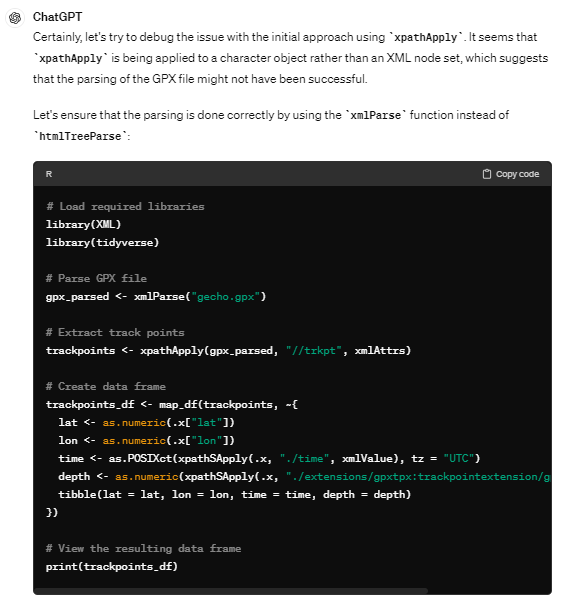 ChatGPT
Certainly, let's try to debug the issue with the initial approach using `xpathApply`. It seems that
`xpathApply` is being applied to a character object rather than an XML node set, which suggests
that the parsing of the GPX file might not have been successful.
Let's ensure that the parsing is done correctly by using the `xmlParse` function instead of
`htmlTreeParse`:
R
Copy code
# Load required libraries
library(XML)
library(tidyverse)
# Parse GPX file
gpx_parsed <- xmlParse("gecho.gpx")
# Extract track points
trackpoints <- xpathApply(gpx_parsed, "//trkpt", xmlAttrs)
# Create data frame
trackpoints_df <- map_df(trackpoints, ~{
  lat <- as.numeric(.x["lat"])
  lon <- as.numeric(.x["lon"])
  time <- as.POSIXct(xpathSApply(.x, "./time", xmlValue), tz = "UTC")
  depth <- as.numeric(xpathSApply(.x, "./extensions/gpxtpx:trackpointextension/g
  tibble(lat = lat, lon = lon, time = time, depth = depth)
})
# View the resulting data frame
print(trackpoints_df)